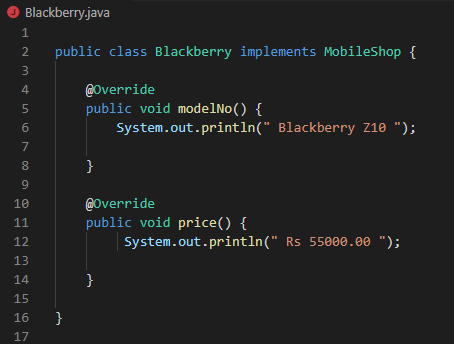 Blackberry.java
1
2 public class Blackberry implements MobileShop {
3
4 @Override
5 public void modelNo() {
6 System.out.println(" Blackberry Z10 ");
7
8 }
9
10 @Override
11 public void price() {
12 System.out.println(" Rs 55000.00 ");
13
14 }
15
16 }
17